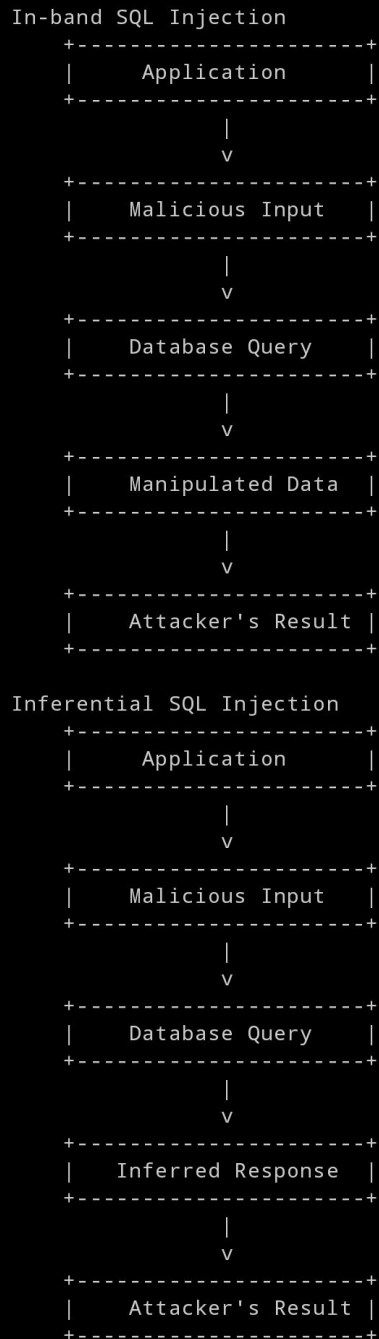 In-band SQL Injection
    +----------------------+
    |     Application      |
    +----------------------+
                |
                v
    +----------------------+
    |    Malicious Input   |
    +----------------------+
                |
                v
    +----------------------+
    |    Database Query    |
    +----------------------+
                |
                v
    +----------------------+
    |    Manipulated Data  |
    +----------------------+
                |
                v
    +----------------------+
    |    Attacker's Result |
    +----------------------+

Inferential SQL Injection
    +----------------------+
    |     Application      |
    +----------------------+
                |
                v
    +----------------------+
    |    Malicious Input   |
    +----------------------+
                |
                v
    +----------------------+
    |    Database Query    |
    +----------------------+
                |
                v
    +----------------------+
    |   Inferred Response  |
    +----------------------+
                |
                v
    +----------------------+
    |    Attacker's Result |
    +----------------------+